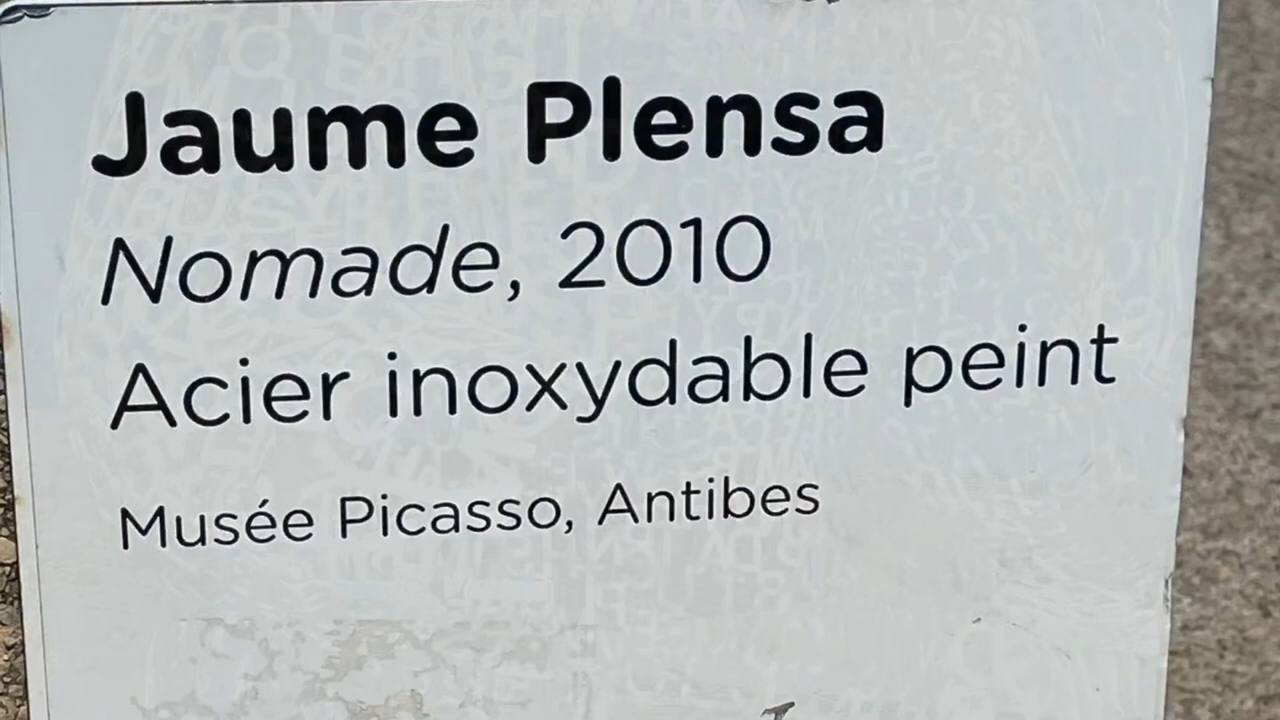 Jaume Plensa
Nomade, 2010
Acier inoxydable peint
Musée Picasso, Antibes